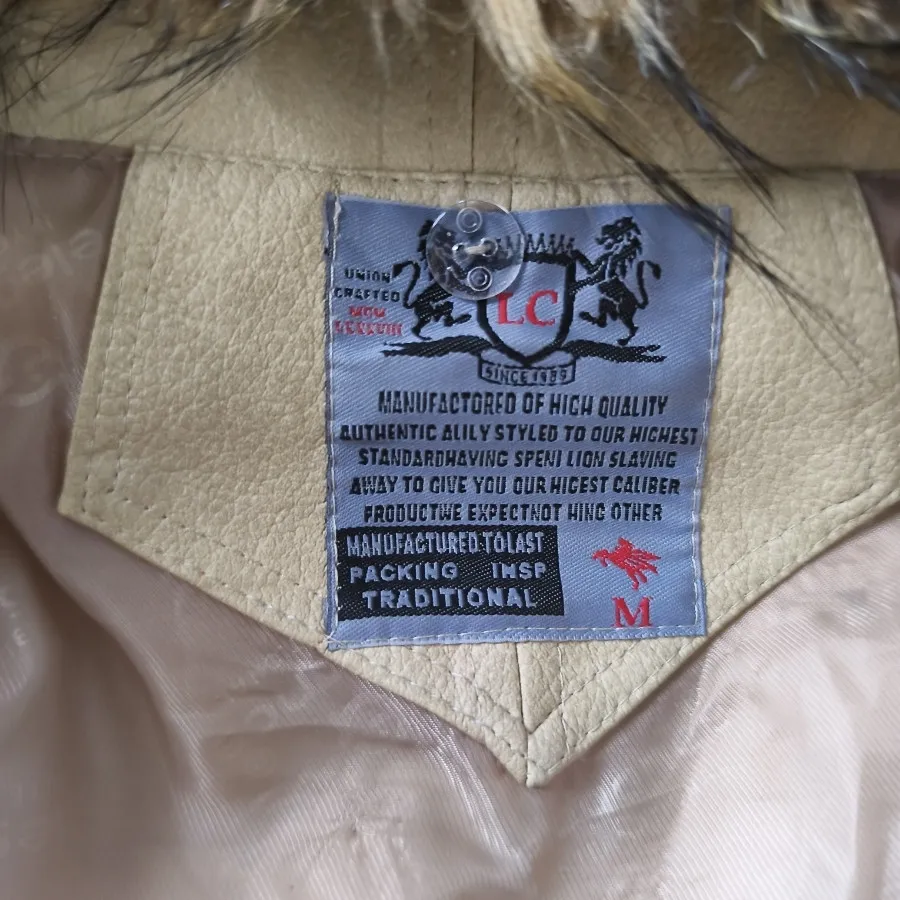 UNION
CRAFTED
LC
SINCE 1989
MANUFACTORED OF HIGH QUALITY
AUTHENTIC ALILY STYLED TO OUR HIGHEST
STANDARDHAVING SPENI LION SLAVING
AWAY TO GIVE YOU OUR HIGEST CALIBER
PRODUCTWE EXPECTNOT HING OTHER
MANUFACTURED.TOLAST
PACKING INSP
TRADITIONAL
M